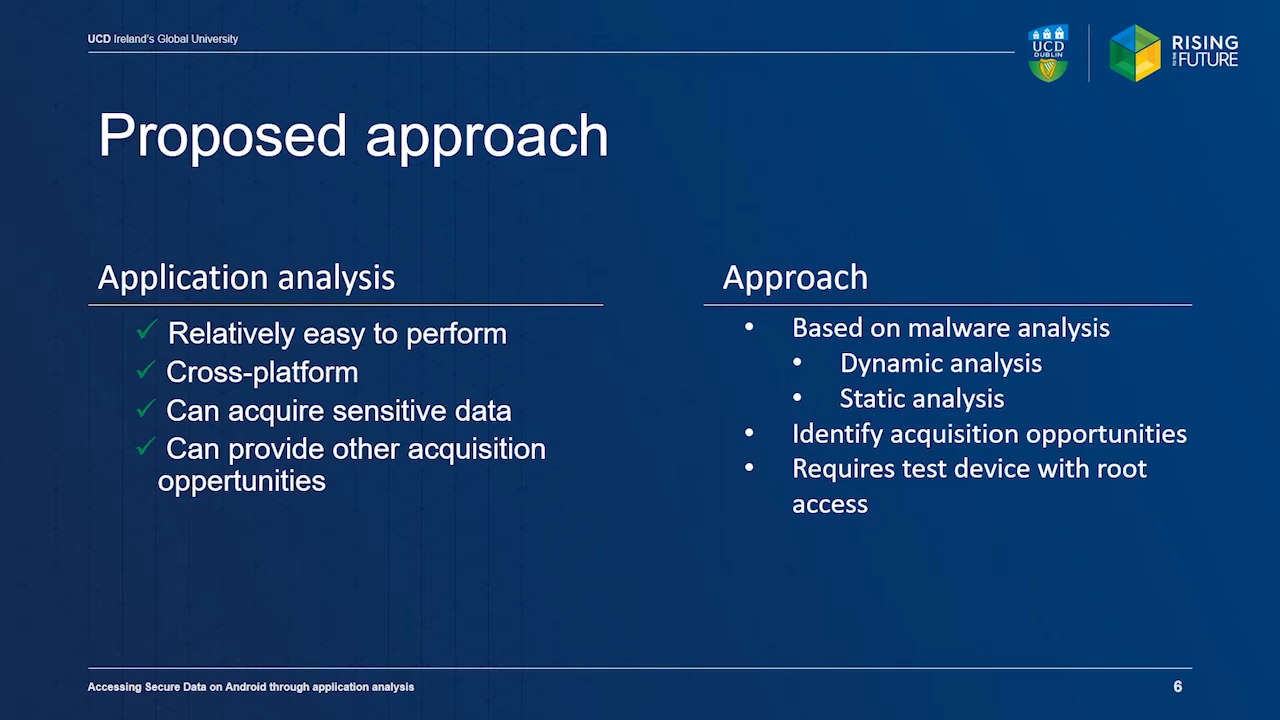 UCD Ireland's Global University
UCD
DUBLIN
RISING
TO THE
FUTURE
Proposed approach
Application analysis
✓ Relatively easy to perform
✓ Cross-platform
✓ Can acquire sensitive data
✓ Can provide other acquisition
oppertunities
Approach
• Based on malware analysis
• Dynamic analysis
• Static analysis
• Identify acquisition opportunities
• Requires test device with root
access
Accessing Secure Data on Android through application analysis
6